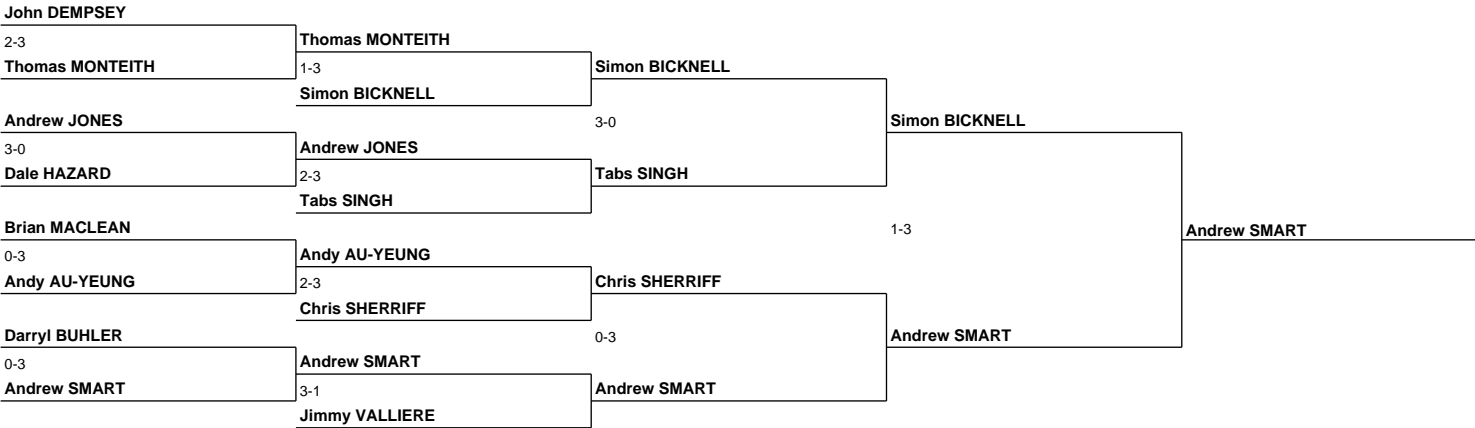 John DEMPSEY
2-3
Thomas MONTEITH
Thomas MONTEITH
1-3
Simon BICKNELL
Simon BICKNELL
Andrew JONES
3-0
Dale HAZARD
Andrew JONES
2-3
Tabs SINGH
3-0
Tabs SINGH
Simon BICKNELL
Brian MACLEAN
0-3
Andy AU-YEUNG
Andy AU-YEUNG
2-3
Chris SHERRIFF
Chris SHERRIFF
1-3
Andrew SMART
Darryl BUHLER
0-3
Andrew SMART
Andrew SMART
3-1
Jimmy VALLIERE
0-3
Andrew SMART
Andrew SMART